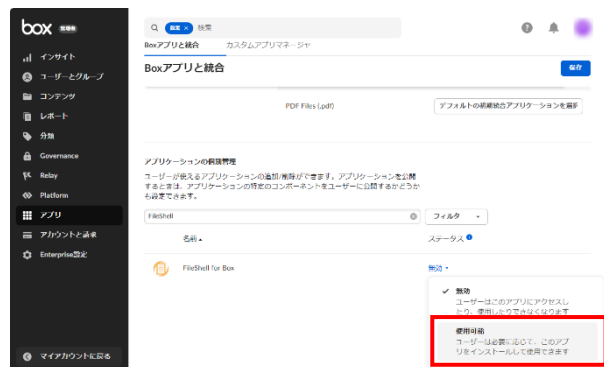 box 管理者
設定 × 検索
Boxアプリと統合 カスタムアプリマネージャ
Boxアプリと統合
保存
インサイト
ユーザーとグループ
コンテンツ
レポート
分類
Governance
Relay
Platform
アプリ
アカウントと請求
Enterprise設定
マイアカウントに戻る
PDF Files (.pdf)
デフォルトの初期統合アプリケーションを選択
アプリケーションの個別管理
ユーザーが使えるアプリケーションの追加/削除ができます。アプリケーションを公開
するときは、アプリケーションの特定のコンポーネントをユーザーに公開するかどうか
も設定できます。
FileShell
フィルタ
名前
ステータス
FileShell for Box
無効
無効
ユーザーはこのアプリにアクセスし
たり、使用したりできなくなります
使用可能
ユーザーは必要に応じて、このアプ
リをインストールして使用できます